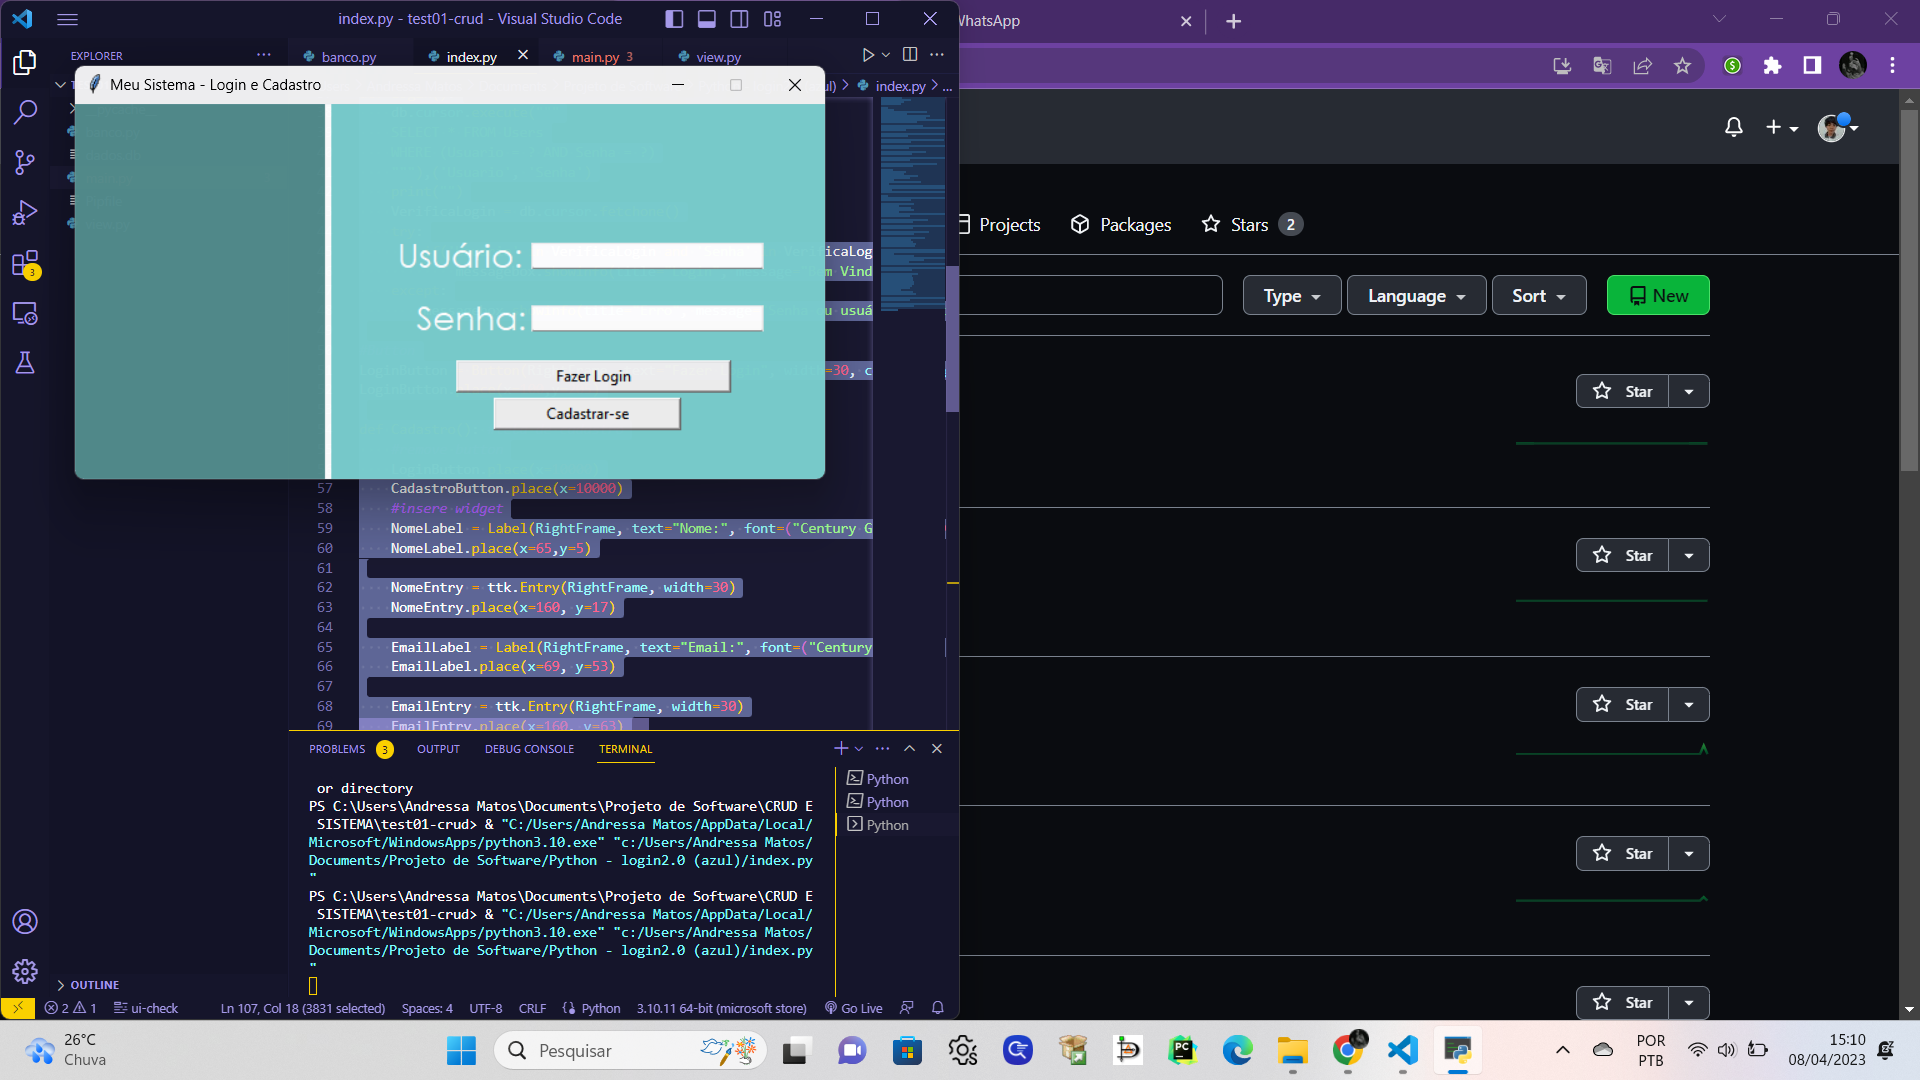 index.py - test01-crud - Visual Studio Code
EXPLORER
banco.py
index.py
main.py 3
view.py
index.py > ...
Meu Sistema - Login e Cadastro
Usuário:
Senha:
Fazer Login
Cadastrar-se
icaLog
m Vind
u usuá
=30, c
57 CadastroButton.place(x=10000)
58 #insere widget
59 NomeLabel = Label(RightFrame, text="Nome:", font=("Century G
60 NomeLabel.place(x=65,y=5)
61
62 NomeEntry = ttk.Entry(RightFrame, width=30)
63 NomeEntry.place(x=160, y=17)
64
65 EmailLabel = Label(RightFrame, text="Email:", font=("Century
66 EmailLabel.place(x=69, y=53)
67
68 EmailEntry = ttk.Entry(RightFrame, width=30)
69 EmailEntry.place(x=160, y=63)
PROBLEMS 3 OUTPUT DEBUG CONSOLE TERMINAL
or directory
PS C:\Users\Andressa Matos\Documents\Projeto de Software\CRUD E
SISTEMA\test01-crud> & "C:/Users/Andressa Matos/AppData/Local/
Microsoft/WindowsApps/python3.10.exe" "c:/Users/Andressa Matos/
Documents/Projeto de Software/Python - login2.0 (azul)/index.py
"
PS C:\Users\Andressa Matos\Documents\Projeto de Software\CRUD E
SISTEMA\test01-crud> & "C:/Users/Andressa Matos/AppData/Local/
Microsoft/WindowsApps/python3.10.exe" "c:/Users/Andressa Matos/
Documents/Projeto de Software/Python - login2.0 (azul)/index.py
"
Python
Python
Python
3
OUTLINE
2 1 ui-check Ln 107, Col 18 (3831 selected) Spaces: 4 UTF-8 CRLF Python 3.10.11 64-bit (microsoft store) Go Live
WhatsApp
Projects Packages Stars 2
Type Language Sort New
Star
Star
Star
Star
Star
26°C
Chuva
Pesquisar
POR
PTB
15:10
08/04/2023